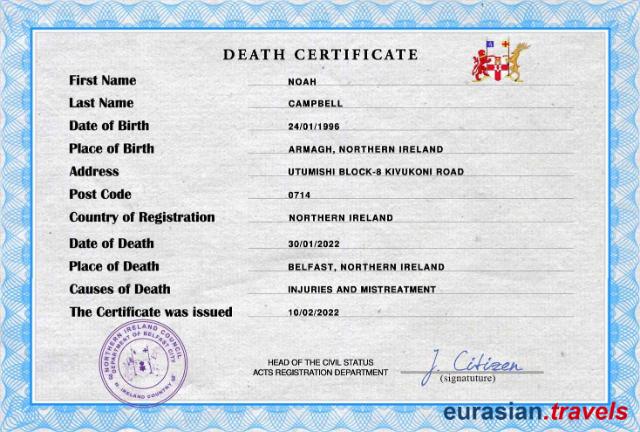 DEATH CERTIFICATE
First Name NOAH
Last Name CAMPBELL
Date of Birth 24/01/1996
Place of Birth ARMAGH, NORTHERN IRELAND
Address UTUMISHI BLOCK-8 KIVUKONI ROAD
Post Code 0714
Country of Registration NORTHERN IRELAND
Date of Death 30/01/2022
Place of Death BELFAST, NORTHERN IRELAND
Causes of Death INJURIES AND MISTREATMENT
The Certificate was issued 10/02/2022
NORTHERN IRELAND COUNCIL
DEPARTMENT OF BELFAST CITY
N. IRELAND COUNTRY OF
HEAD OF THE CIVIL STATUS
ACTS REGISTRATION DEPARTMENT
J. Citizen
(signatuture)
eurasian.travels